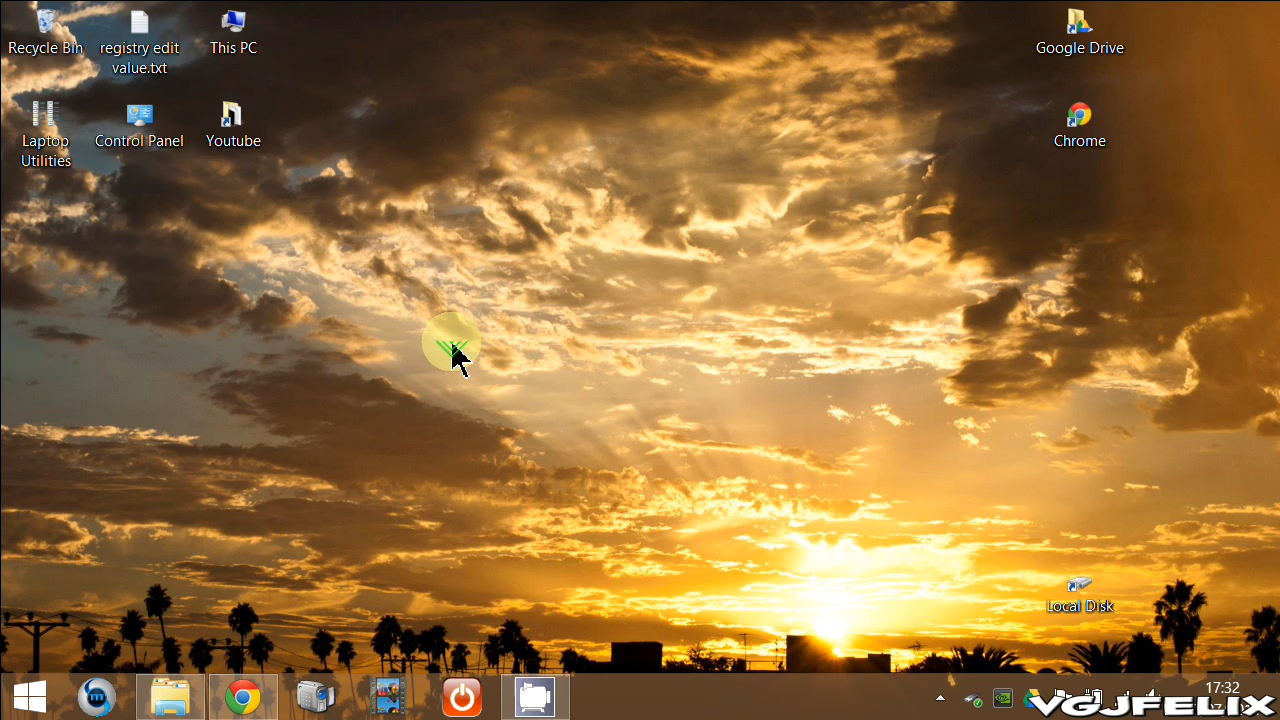 Recycle Bin
registry edit
value.txt
This PC
Google Drive
Laptop
Utilities
Control Panel
Youtube
Chrome
Local Disk
17:32
VGJFELIX